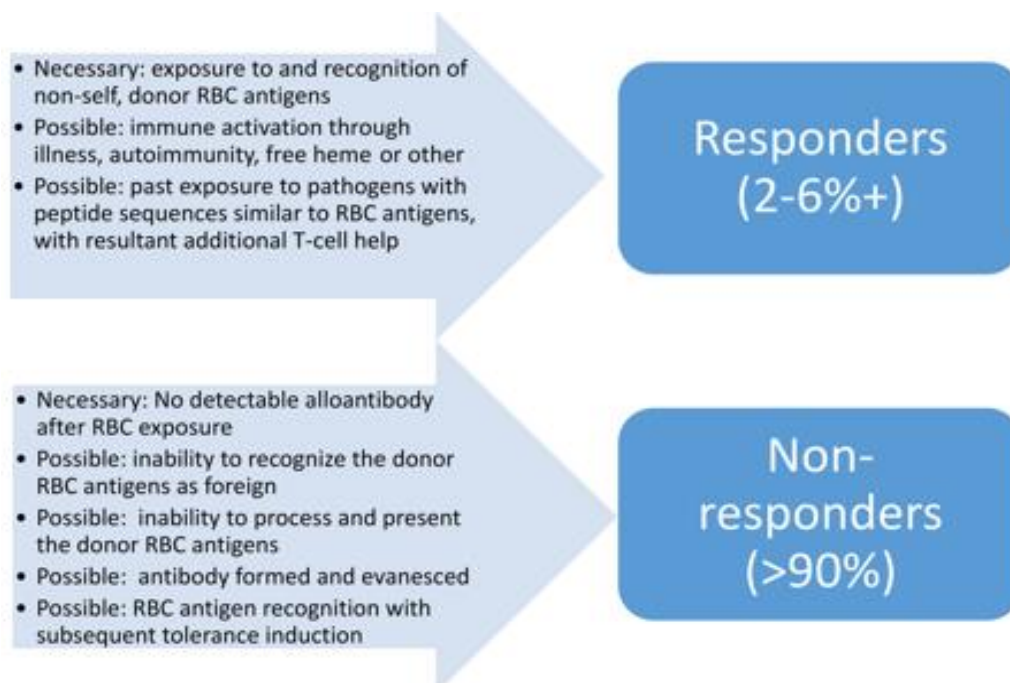 • Necessary: exposure to and recognition of
non-self, donor RBC antigens
• Possible: immune activation through
illness, autoimmunity, free heme or other
• Possible: past exposure to pathogens with
peptide sequences similar to RBC antigens,
with resultant additional T-cell help
Responders
(2-6%+)
• Necessary: No detectable alloantibody
after RBC exposure
• Possible: inability to recognize the donor
RBC antigens as foreign
• Possible:  inability to process and present
the donor RBC antigens
• Possible:  antibody formed and evanesced
• Possible: RBC antigen recognition with
subsequent tolerance induction
Non-
responders
(>90%)